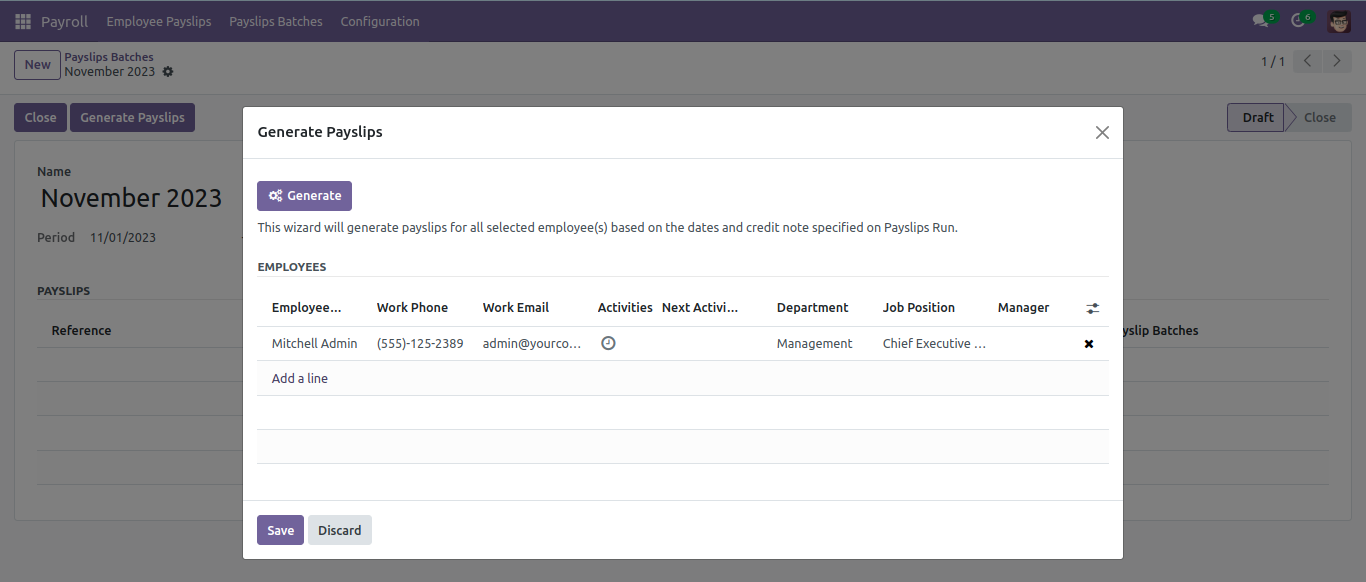 Payroll Employee Payslips Payslips Batches Configuration 5 6
New Payslips Batches
November 2023
1 / 1
Close Generate Payslips
Draft Close
Generate Payslips
Name
November 2023
Period 11/01/2023
Generate
This wizard will generate payslips for all selected employee(s) based on the dates and credit note specified on Payslips Run.
EMPLOYEES
PAYSLIPS
Employee... Work Phone Work Email Activities Next Activi... Department Job Position Manager
Reference
yslip Batches
Mitchell Admin (555)-125-2389 admin@yourco... Management Chief Executive ...
Add a line
Save Discard